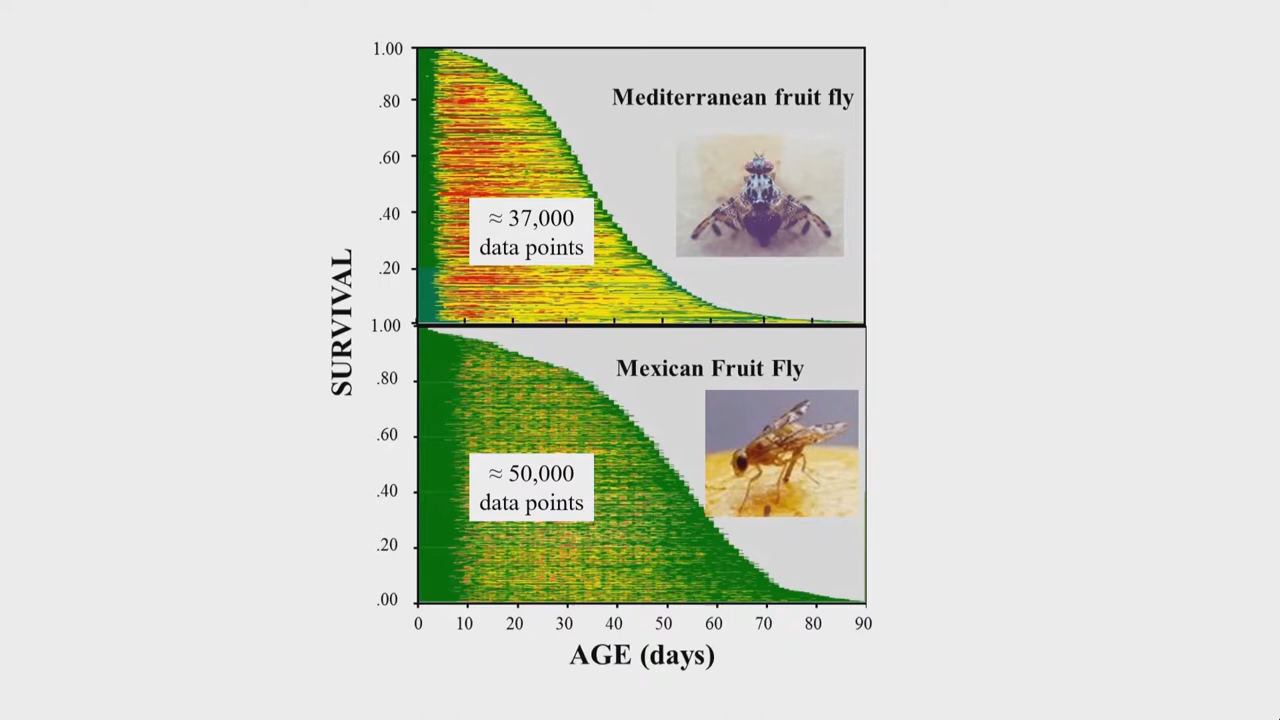 1.00
.80
.60
.40
.20
Mediterranean fruit fly
≈ 37,000
data points
SURVIVAL
1.00
.80
.60
.40
.20
.00
Mexican Fruit Fly
≈ 50,000
data points
0 10 20 30 40 50 60 70 80 90
AGE (days)